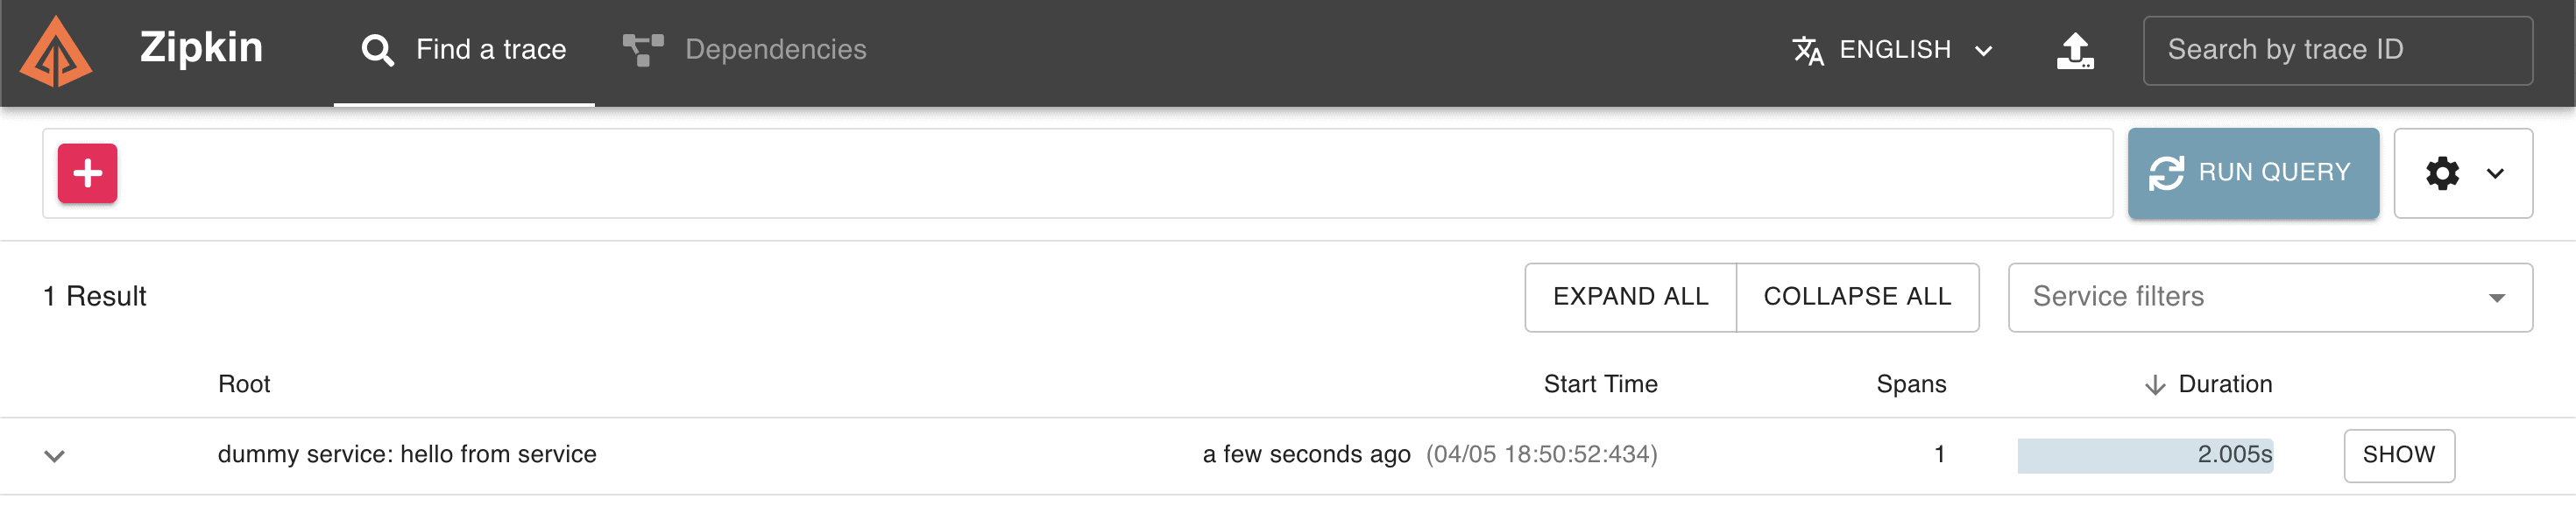 Zipkin Find a trace Dependencies ENGLISH Search by trace ID
RUN QUERY
1 Result EXPAND ALL COLLAPSE ALL Service filters
Root Start Time Spans Duration
dummy service: hello from service a few seconds ago (04/05 18:50:52:434) 1 2.005s SHOW